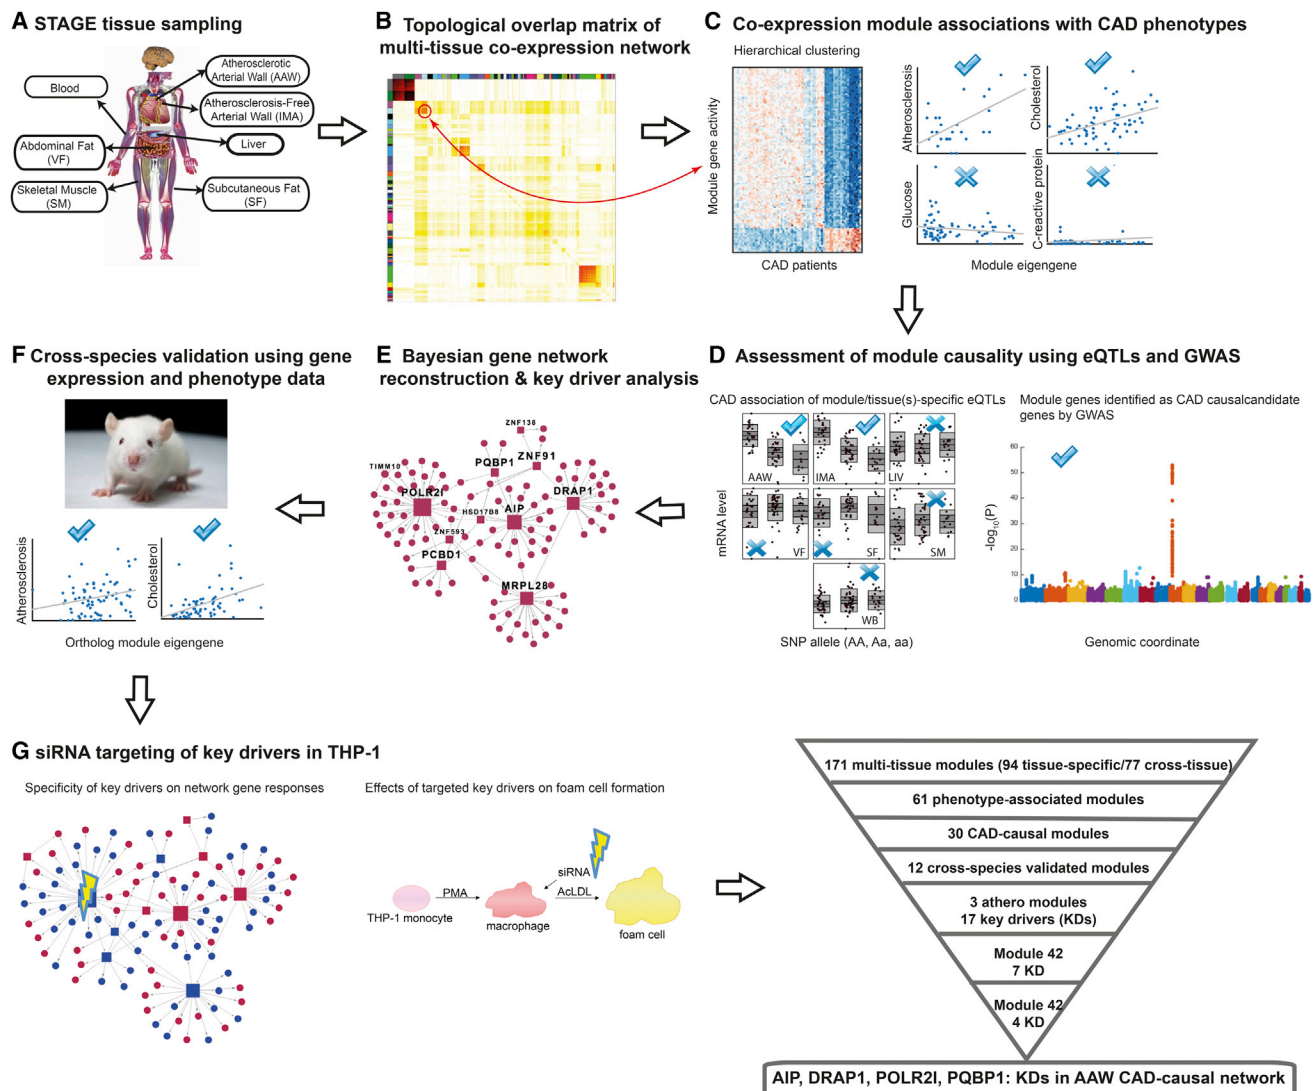 A STAGE tissue sampling
Blood
Atherosclerotic
Arterial Wall (AAW)
Atherosclerosis-Free
Arterial Wall (IMA)
Abdominal Fat
(VF)
Liver
Skeletal Muscle
(SM)
Subcutaneous Fat
(SF)
B Topological overlap matrix of
multi-tissue co-expression network
C Co-expression module associations with CAD phenotypes
Hierarchical clustering
Module gene activity
CAD patients
Atherosclerosis
Cholesterol
Glucose
C-reactive protein
Module eigengene
D Assessment of module causality using eQTLs and GWAS
CAD association of module/tissue(s)-specific eQTLs
mRNA level
AAW
IMA
LIV
VF
SF
SM
WB
SNP allele (AA, Aa, aa)
Module genes identified as CAD causalcandidate
genes by GWAS
-log10(P)
60
50
40
30
20
10
0
Genomic coordinate
E Bayesian gene network
reconstruction & key driver analysis
ZNF138
ZNF91
PQBP1
TIMM10
POLR2I
DRAP1
HSD17B8
AIP
ZNF593
PCBD1
MRPL28
F Cross-species validation using gene
expression and phenotype data
Atherosclerosis
Cholesterol
Ortholog module eigengene
G siRNA targeting of key drivers in THP-1
Specificity of key drivers on network gene responses
Effects of targeted key drivers on foam cell formation
siRNA
PMA
AcLDL
THP-1 monocyte
macrophage
foam cell
171 multi-tissue modules (94 tissue-specific/77 cross-tissue)
61 phenotype-associated modules
30 CAD-causal modules
12 cross-species validated modules
3 athero modules
17 key drivers (KDs)
Module 42
7 KD
Module 42
4 KD
AIP, DRAP1, POLR2I, PQBP1: KDs in AAW CAD-causal network